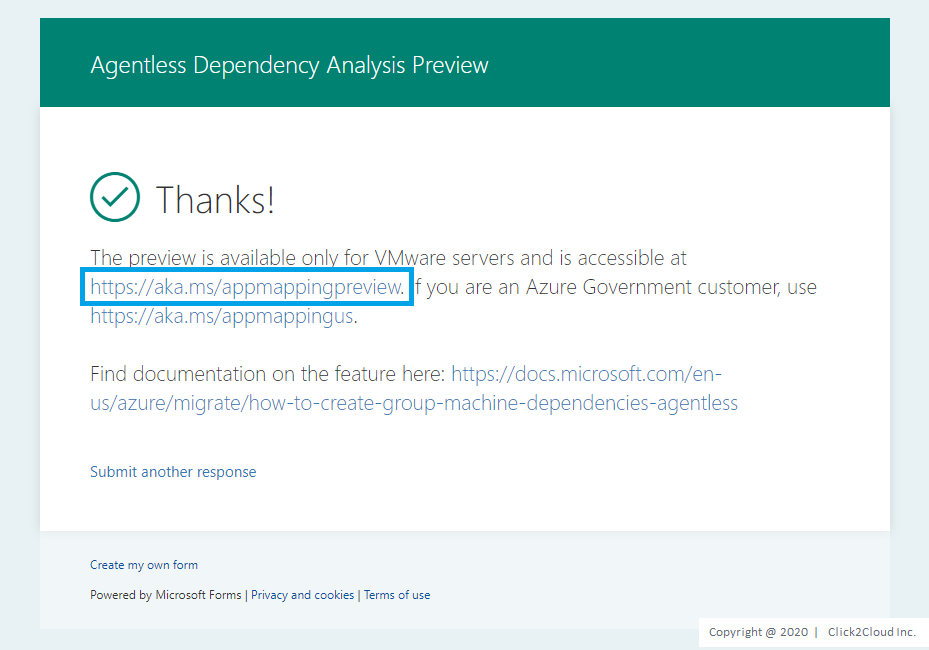 Agentless Dependency Analysis Preview
Thanks!
The preview is available only for VMware servers and is accessible at
https://aka.ms/appmappingpreview. If you are an Azure Government customer, use
https://aka.ms/appmappingus.
Find documentation on the feature here: https://docs.microsoft.com/en-
us/azure/migrate/how-to-create-group-machine-dependencies-agentless
Submit another response
Create my own form
Powered by Microsoft Forms | Privacy and cookies | Terms of use
Copyright @ 2020 | Click2Cloud Inc.